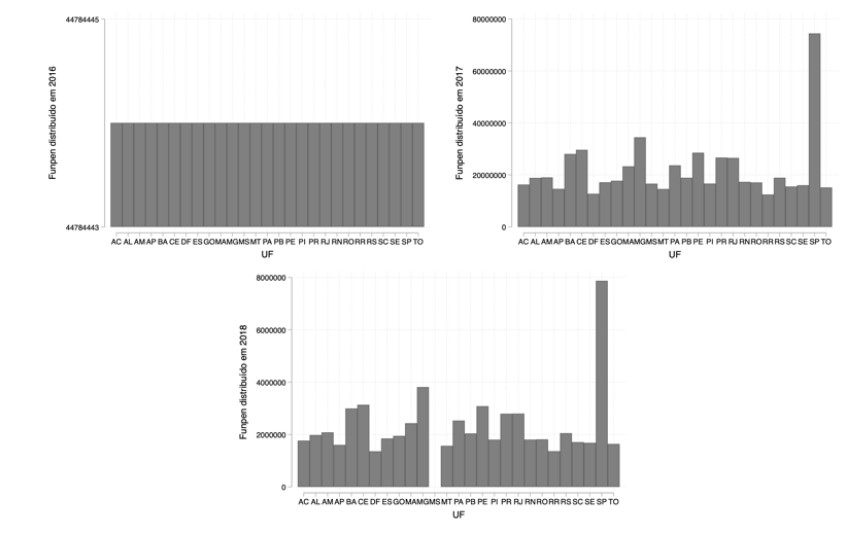 Funpen distribuído em 2016
44784445
44784443
AC AL AM AP BA CE DF ES GO MA MG MS MT PA PB PE PI PR RJ RN RO RR RS SC SE SP TO
UF
Funpen distribuído em 2017
80000000
60000000
40000000
20000000
0
AC AL AM AP BA CE DF ES GO MA MG MS MT PA PB PE PI PR RJ RN RO RR RS SC SE SP TO
UF
Funpen distribuído em 2018
8000000
6000000
4000000
2000000
0
AC AL AM AP BA CE DF ES GO MA MG MS MT PA PB PE PI PR RJ RN RO RR RS SC SE SP TO
UF